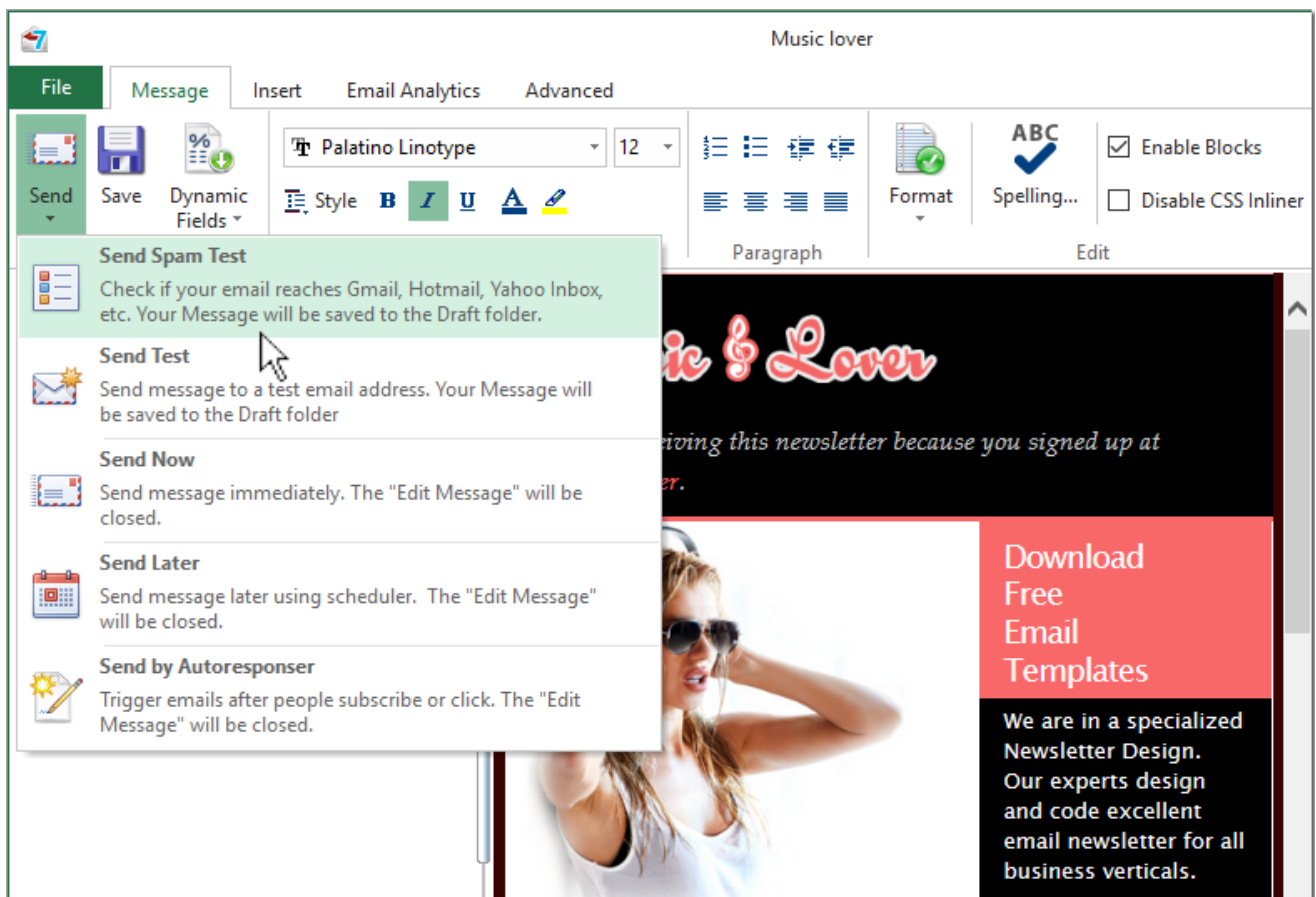 7
Music lover
File
Message
Insert
Email Analytics
Advanced
Send
Save
%
Dynamic
Fields
Tr Palatino Linotype
12
Style
B
I
U
A
Paragraph
Format
ABC
Spelling...
Enable Blocks
Disable CSS Inliner
Edit
Send Spam Test
Check if your email reaches Gmail, Hotmail, Yahoo Inbox,
etc. Your Message will be saved to the Draft folder.
Send Test
Send message to a test email address. Your Message will
be saved to the Draft folder
Send Now
Send message immediately. The "Edit Message" will be
closed.
Send Later
Send message later using scheduler. The "Edit Message"
will be closed.
Send by Autoresponser
Trigger emails after people subscribe or click. The "Edit
Message" will be closed.
ic Lover
eiving this newsletter because you signed up at
er.
Download
Free
Email
Templates
We are in a specialized
Newsletter Design.
Our experts design
and code excellent
email newsletter for all
business verticals.